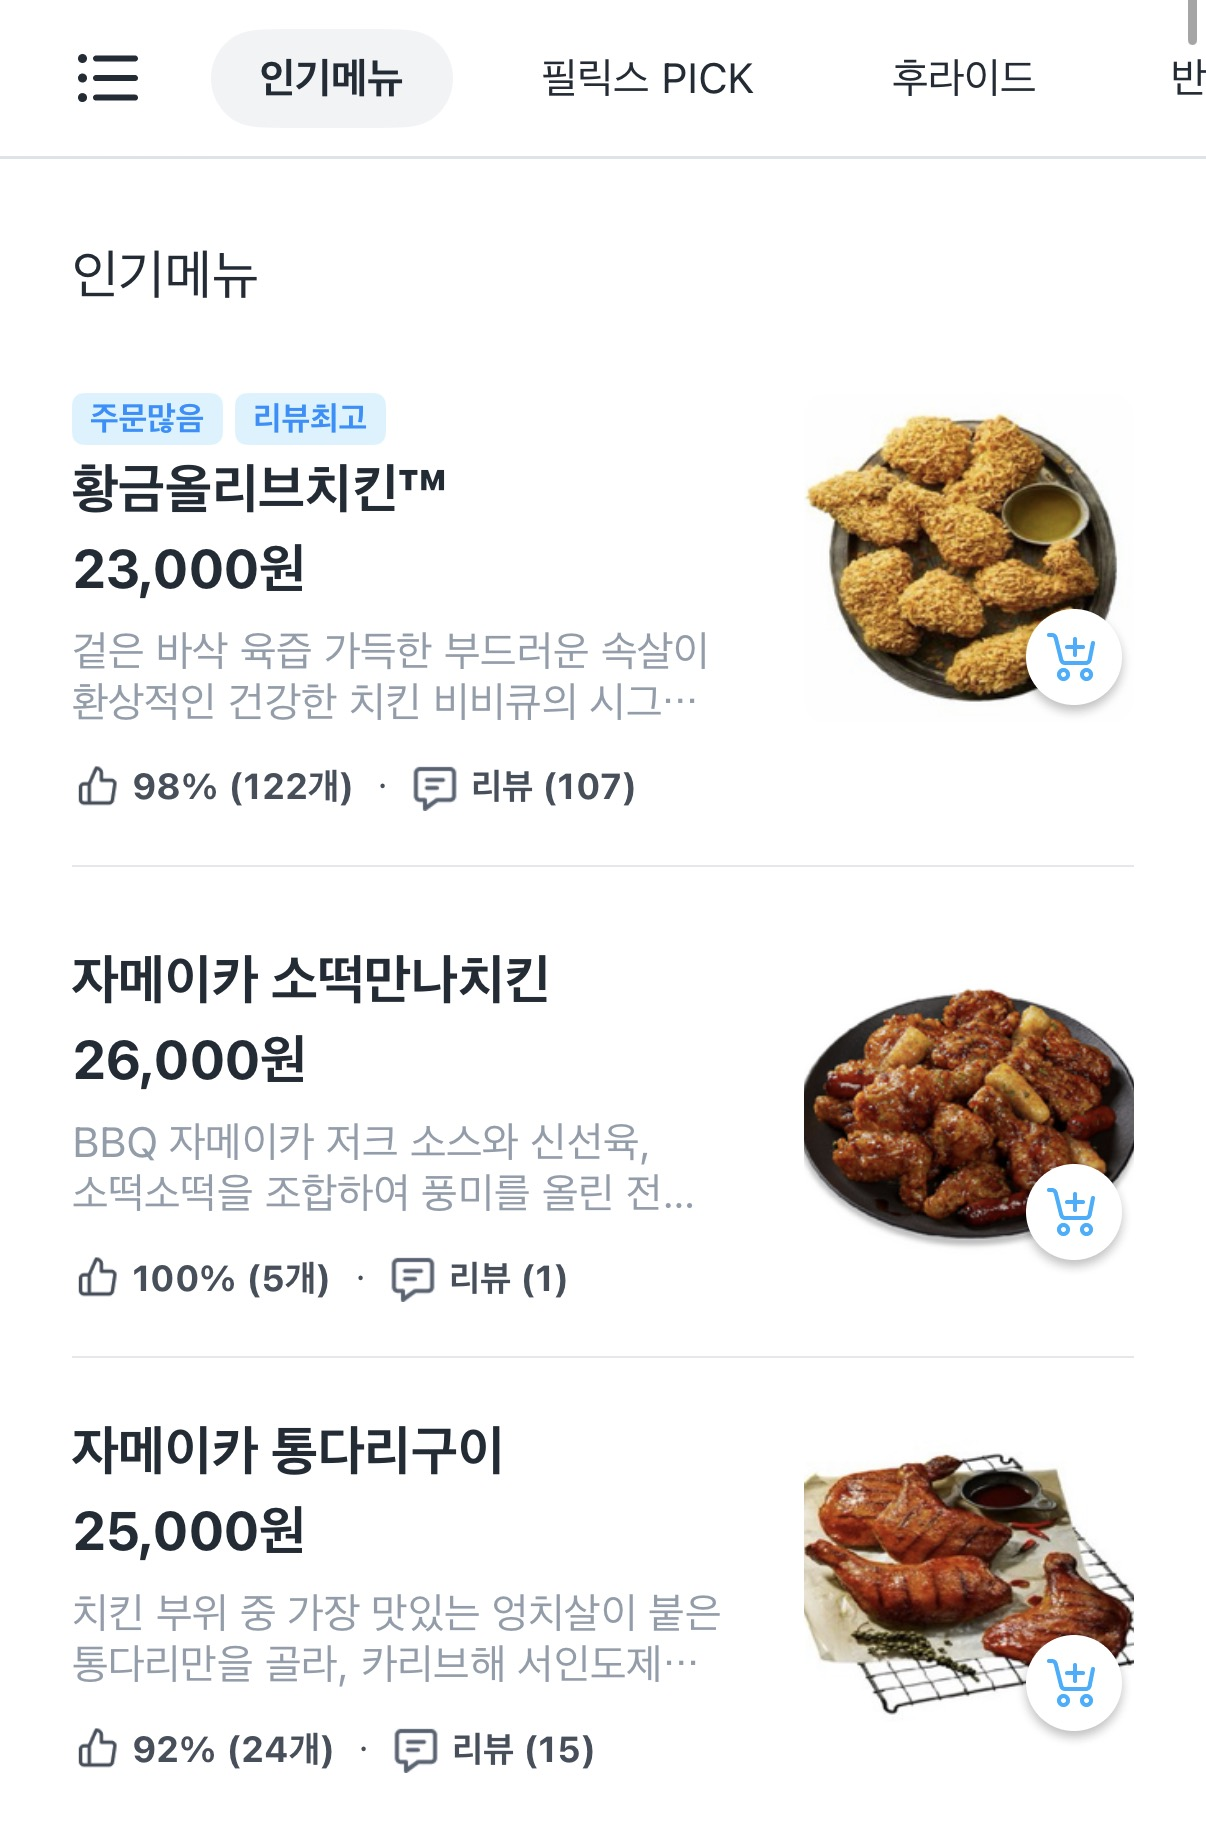 인기메뉴
필릭스 PICK
후라이드
반
인기메뉴
주문많음 리뷰최고
황금올리브치킨™
23,000원
겉은 바삭 육즙 가득한 부드러운 속살이
환상적인 건강한 치킨 비비큐의 시그…
98% (122개) · 리뷰 (107)
자메이카 소떡만나치킨
26,000원
BBQ 자메이카 저크 소스와 신선육,
소떡소떡을 조합하여 풍미를 올린 전...
100% (5개) · 리뷰 (1)
자메이카 통다리구이
25,000원
치킨 부위 중 가장 맛있는 엉치살이 붙은
통다리만을 골라, 카리브해 서인도제…
92% (24개) · 리뷰 (15)